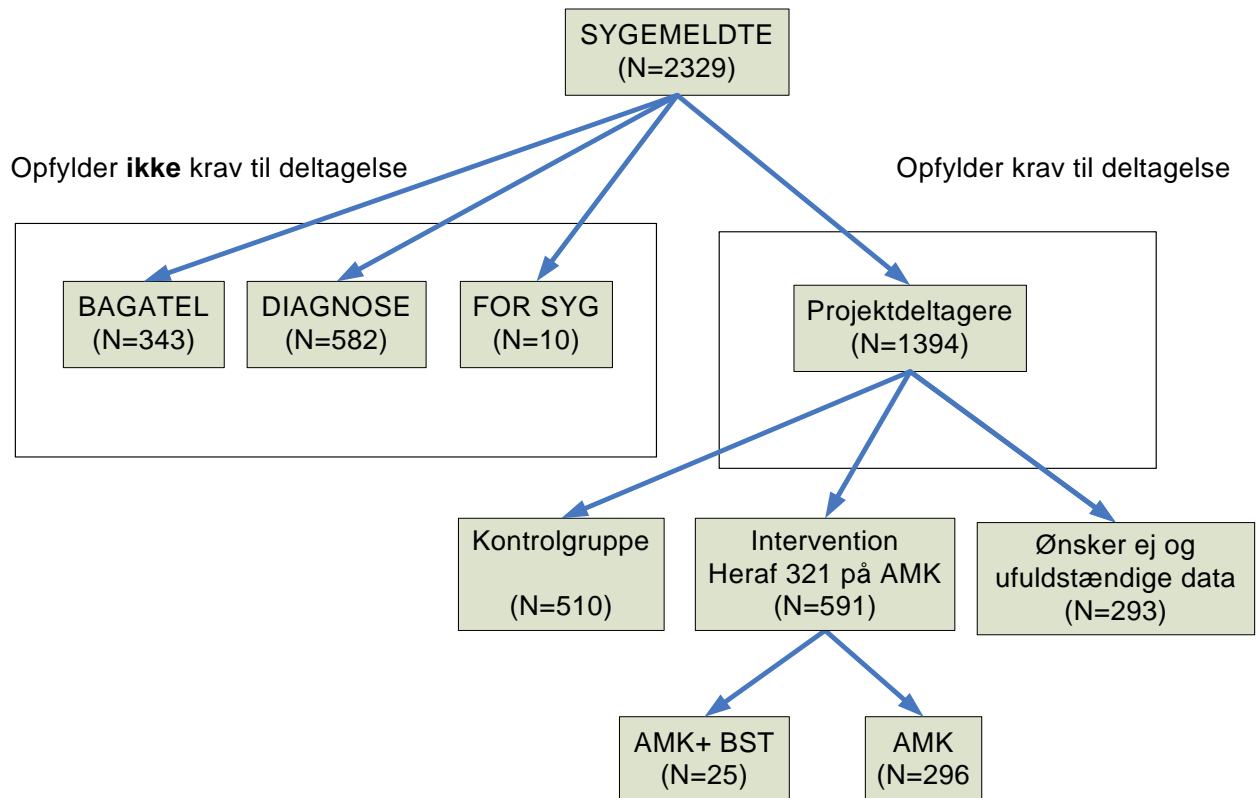 SYGEMELDTE
(N=2329)
Opfylder ikke krav til deltagelse
Opfylder krav til deltagelse
BAGATEL
(N=343)
DIAGNOSE
(N=582)
FOR SYG
(N=10)
Projektdeltagere
(N=1394)
Kontrolgruppe
(N=510)
Intervention
Heraf 321 på AMK
(N=591)
Ønsker ej og
ufuldstændige data
(N=293)
AMK+ BST
(N=25)
AMK
(N=296